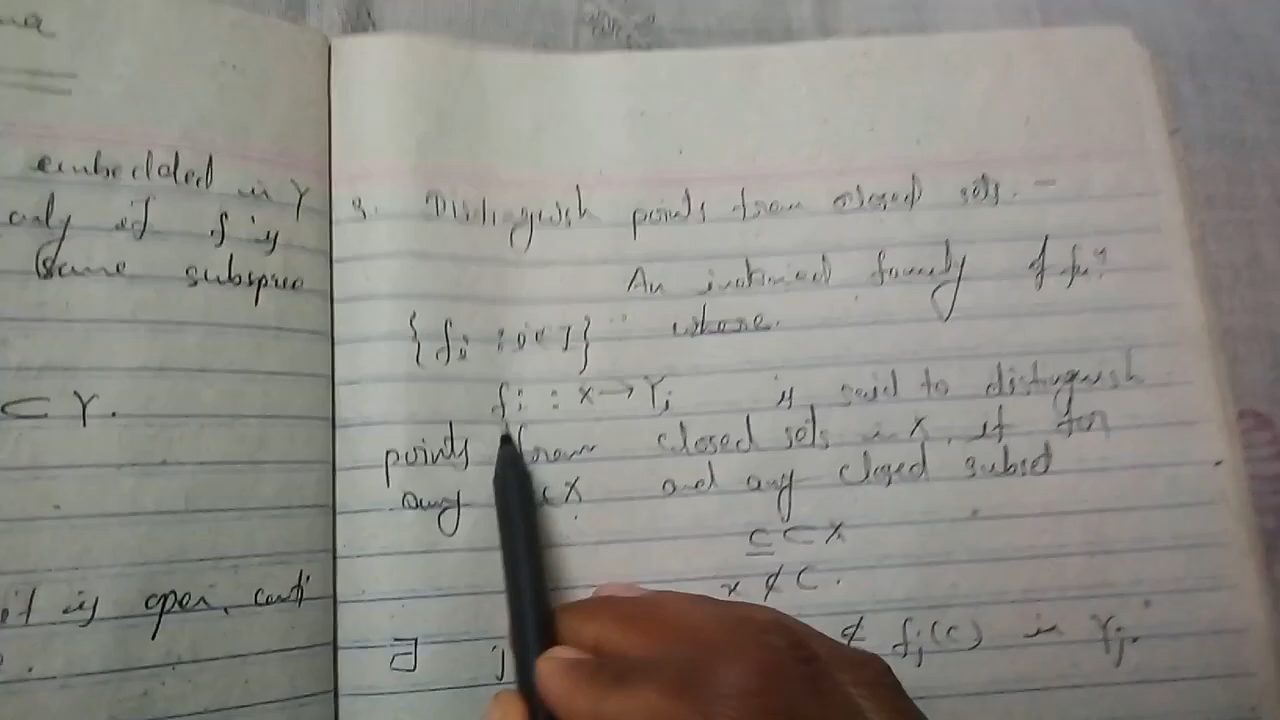 embedded in Y
only if f is
same subspace
⊂ Y.
it is open, conti
Distinguish points from closed sets. -
An indexed family of fn?
{fi : i∈I} where.
fi : X → Yi is said to distinguish
points from closed sets in X, if for
any ∈ X and any closed subset
C ⊂ X
x ∉ C.
∃ j ∉ fj(C) in Yj.